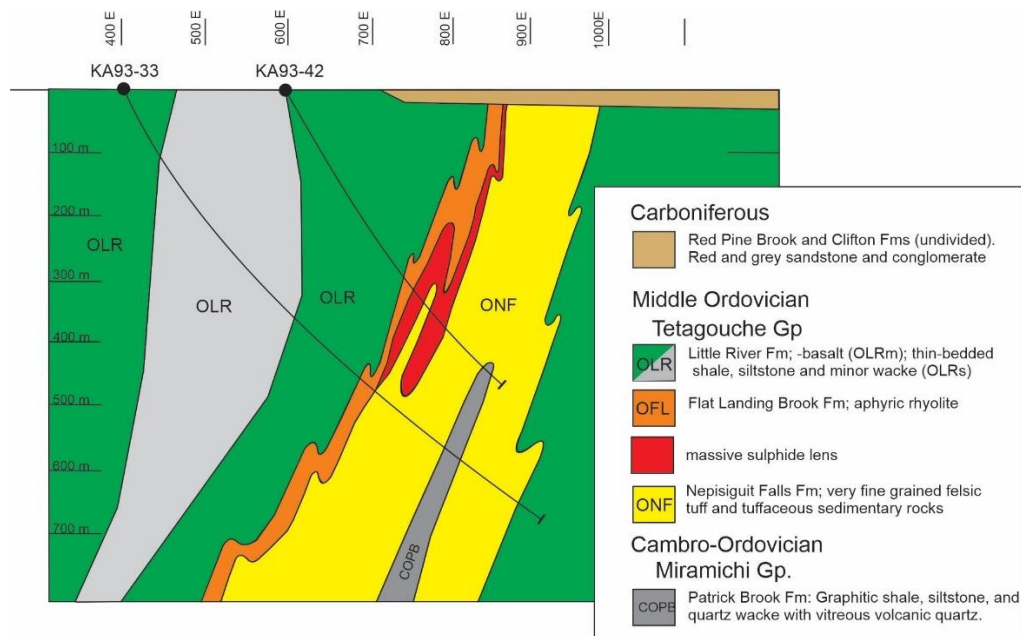 400 E
500 E
600 E
700 E
800 E
900 E
1000E
KA93-33
KA93-42
100 m
200 m
300 m
400 m
500 m
600 m
700 m
OLR
OLR
OLR
ONF
COPB
Carboniferous
Red Pine Brook and Clifton Fms (undivided).
Red and grey sandstone and conglomerate
Middle Ordovician
Tetagouche Gp
OLR
Little River Fm; -basalt (OLRm); thin-bedded
shale, siltstone and minor wacke (OLRs)
OFL
Flat Landing Brook Fm; aphyric rhyolite
massive sulphide lens
ONF
Nepisiguit Falls Fm; very fine grained felsic
tuff and tuffaceous sedimentary rocks
Cambro-Ordovician
Miramichi Gp.
COPB
Patrick Brook Fm: Graphitic shale, siltstone, and
quartz wacke with vitreous volcanic quartz.